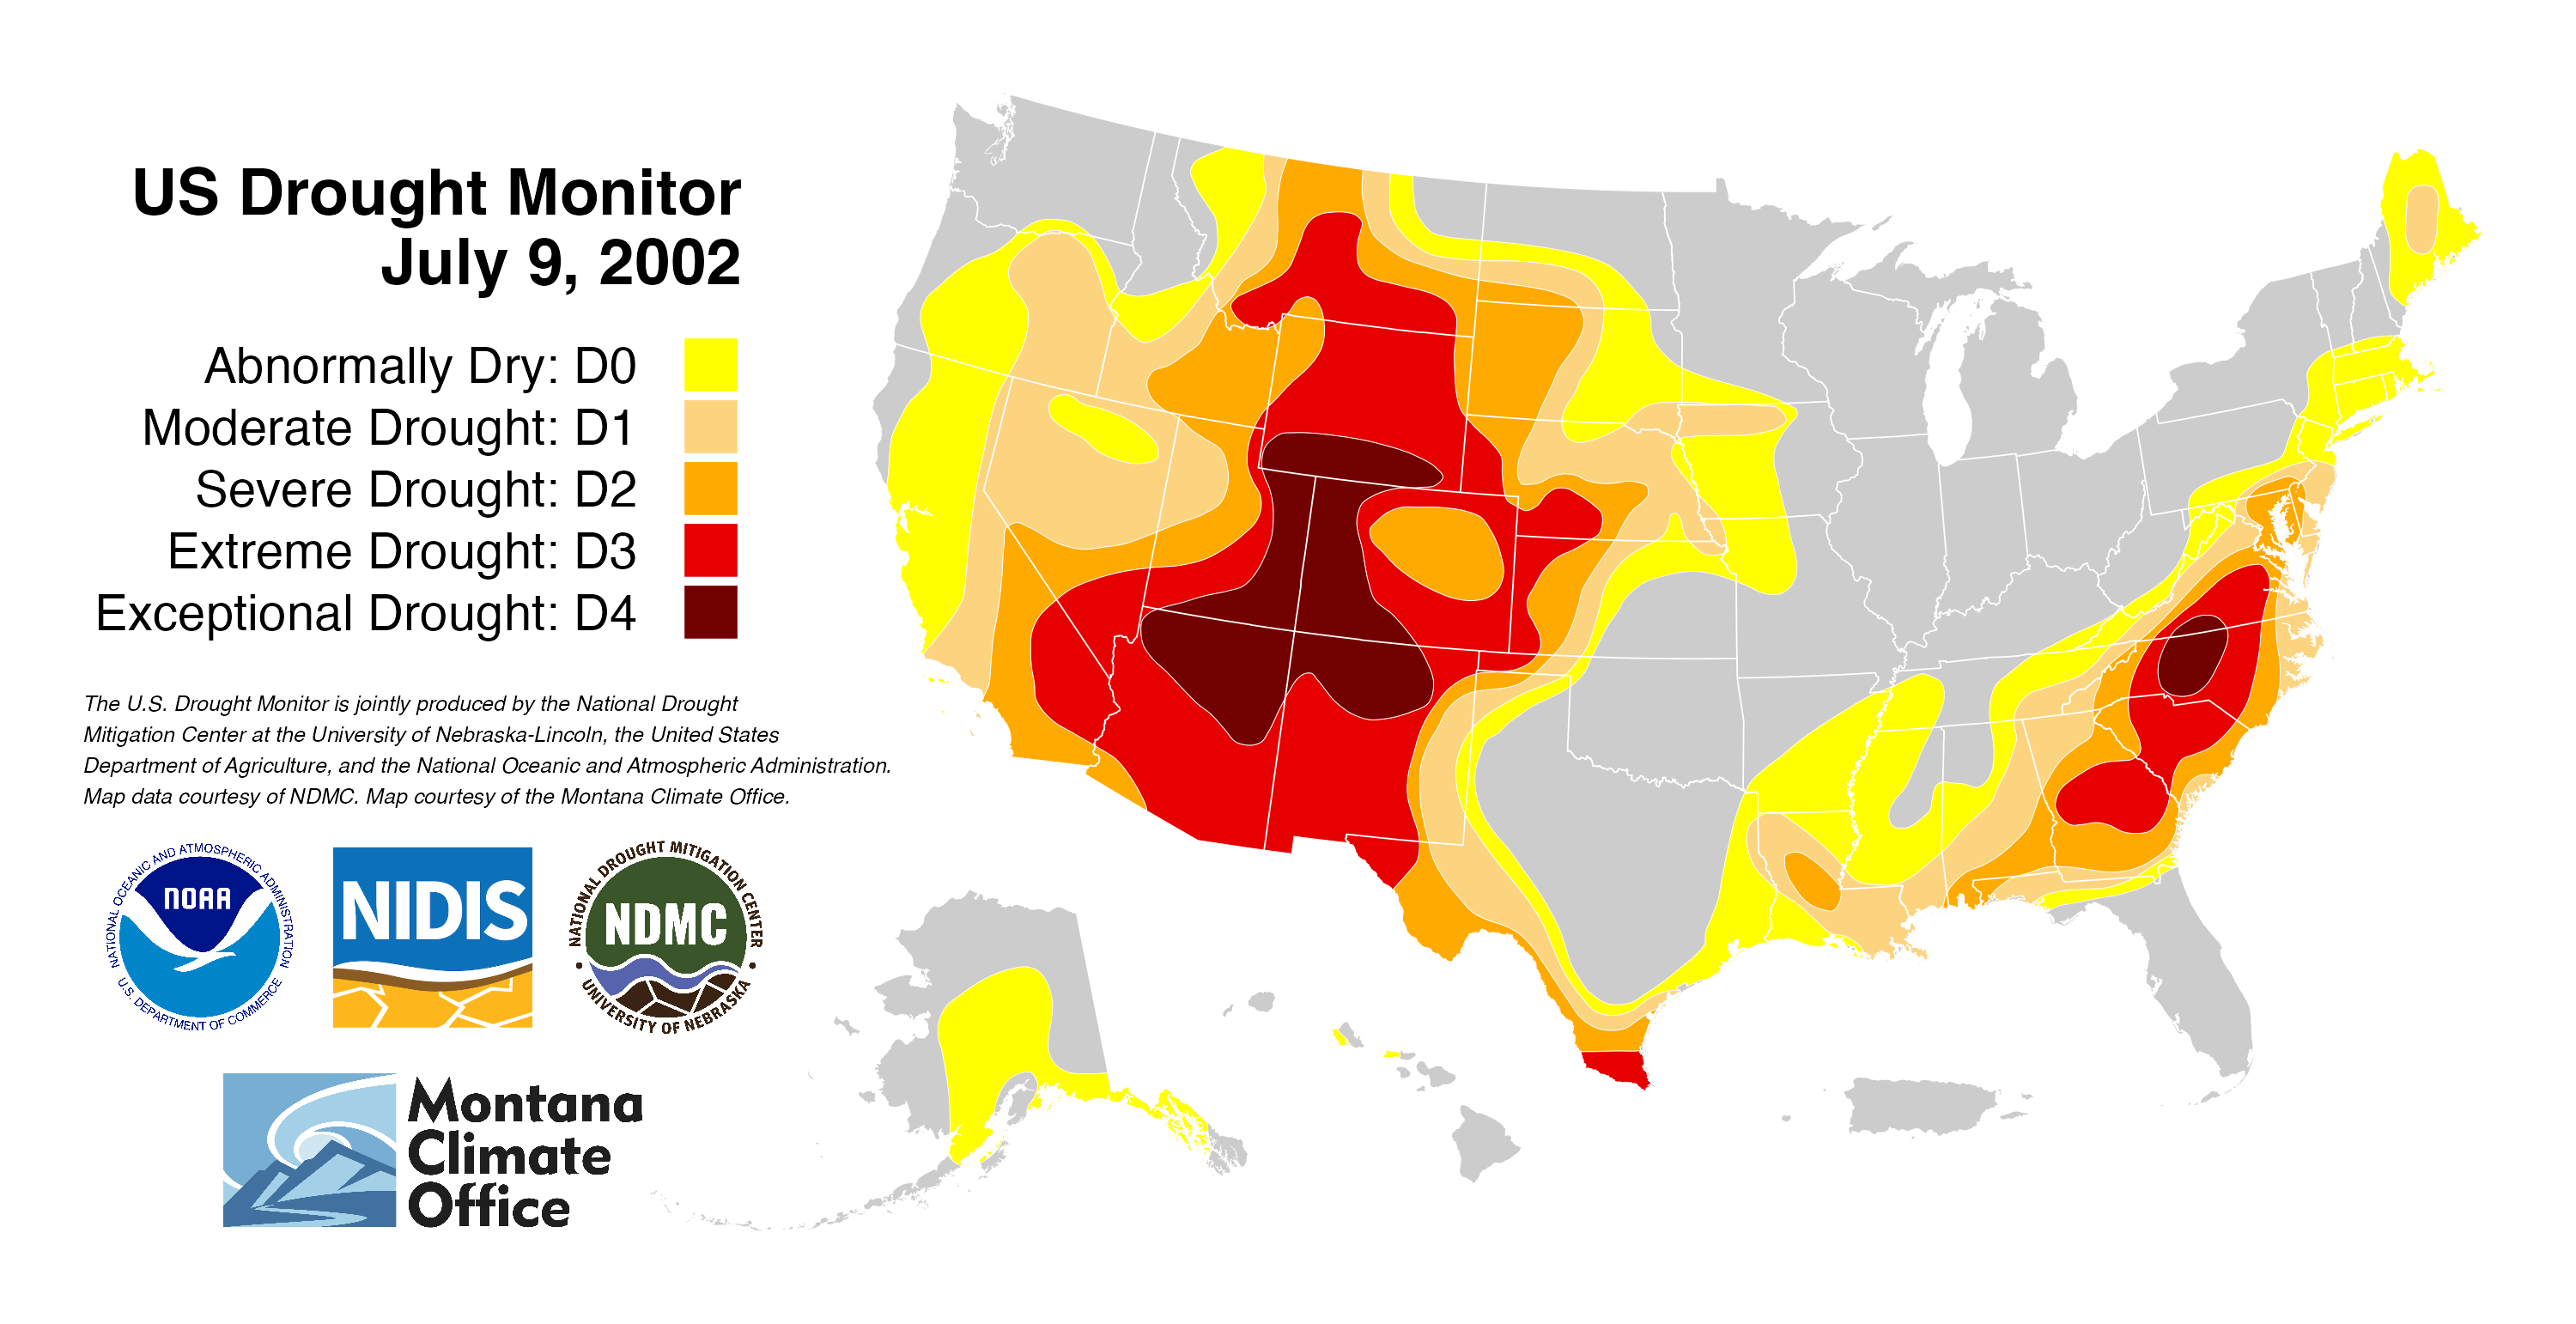 US Drought Monitor
July 9, 2002
Abnormally Dry: D0
Moderate Drought: D1
Severe Drought: D2
Extreme Drought: D3
Exceptional Drought: D4
The U.S. Drought Monitor is jointly produced by the National Drought
Mitigation Center at the University of Nebraska-Lincoln, the United States
Department of Agriculture, and the National Oceanic and Atmospheric Administration.
Map data courtesy of NDMC. Map courtesy of the Montana Climate Office.
NATIONAL OCEANIC AND ATMOSPHERIC ADMINISTRATION
NOAA
U.S. DEPARTMENT OF COMMERCE
NIDIS
NATIONAL DROUGHT MITIGATION CENTER
NDMC
UNIVERSITY OF NEBRASKA
Montana
Climate
Office